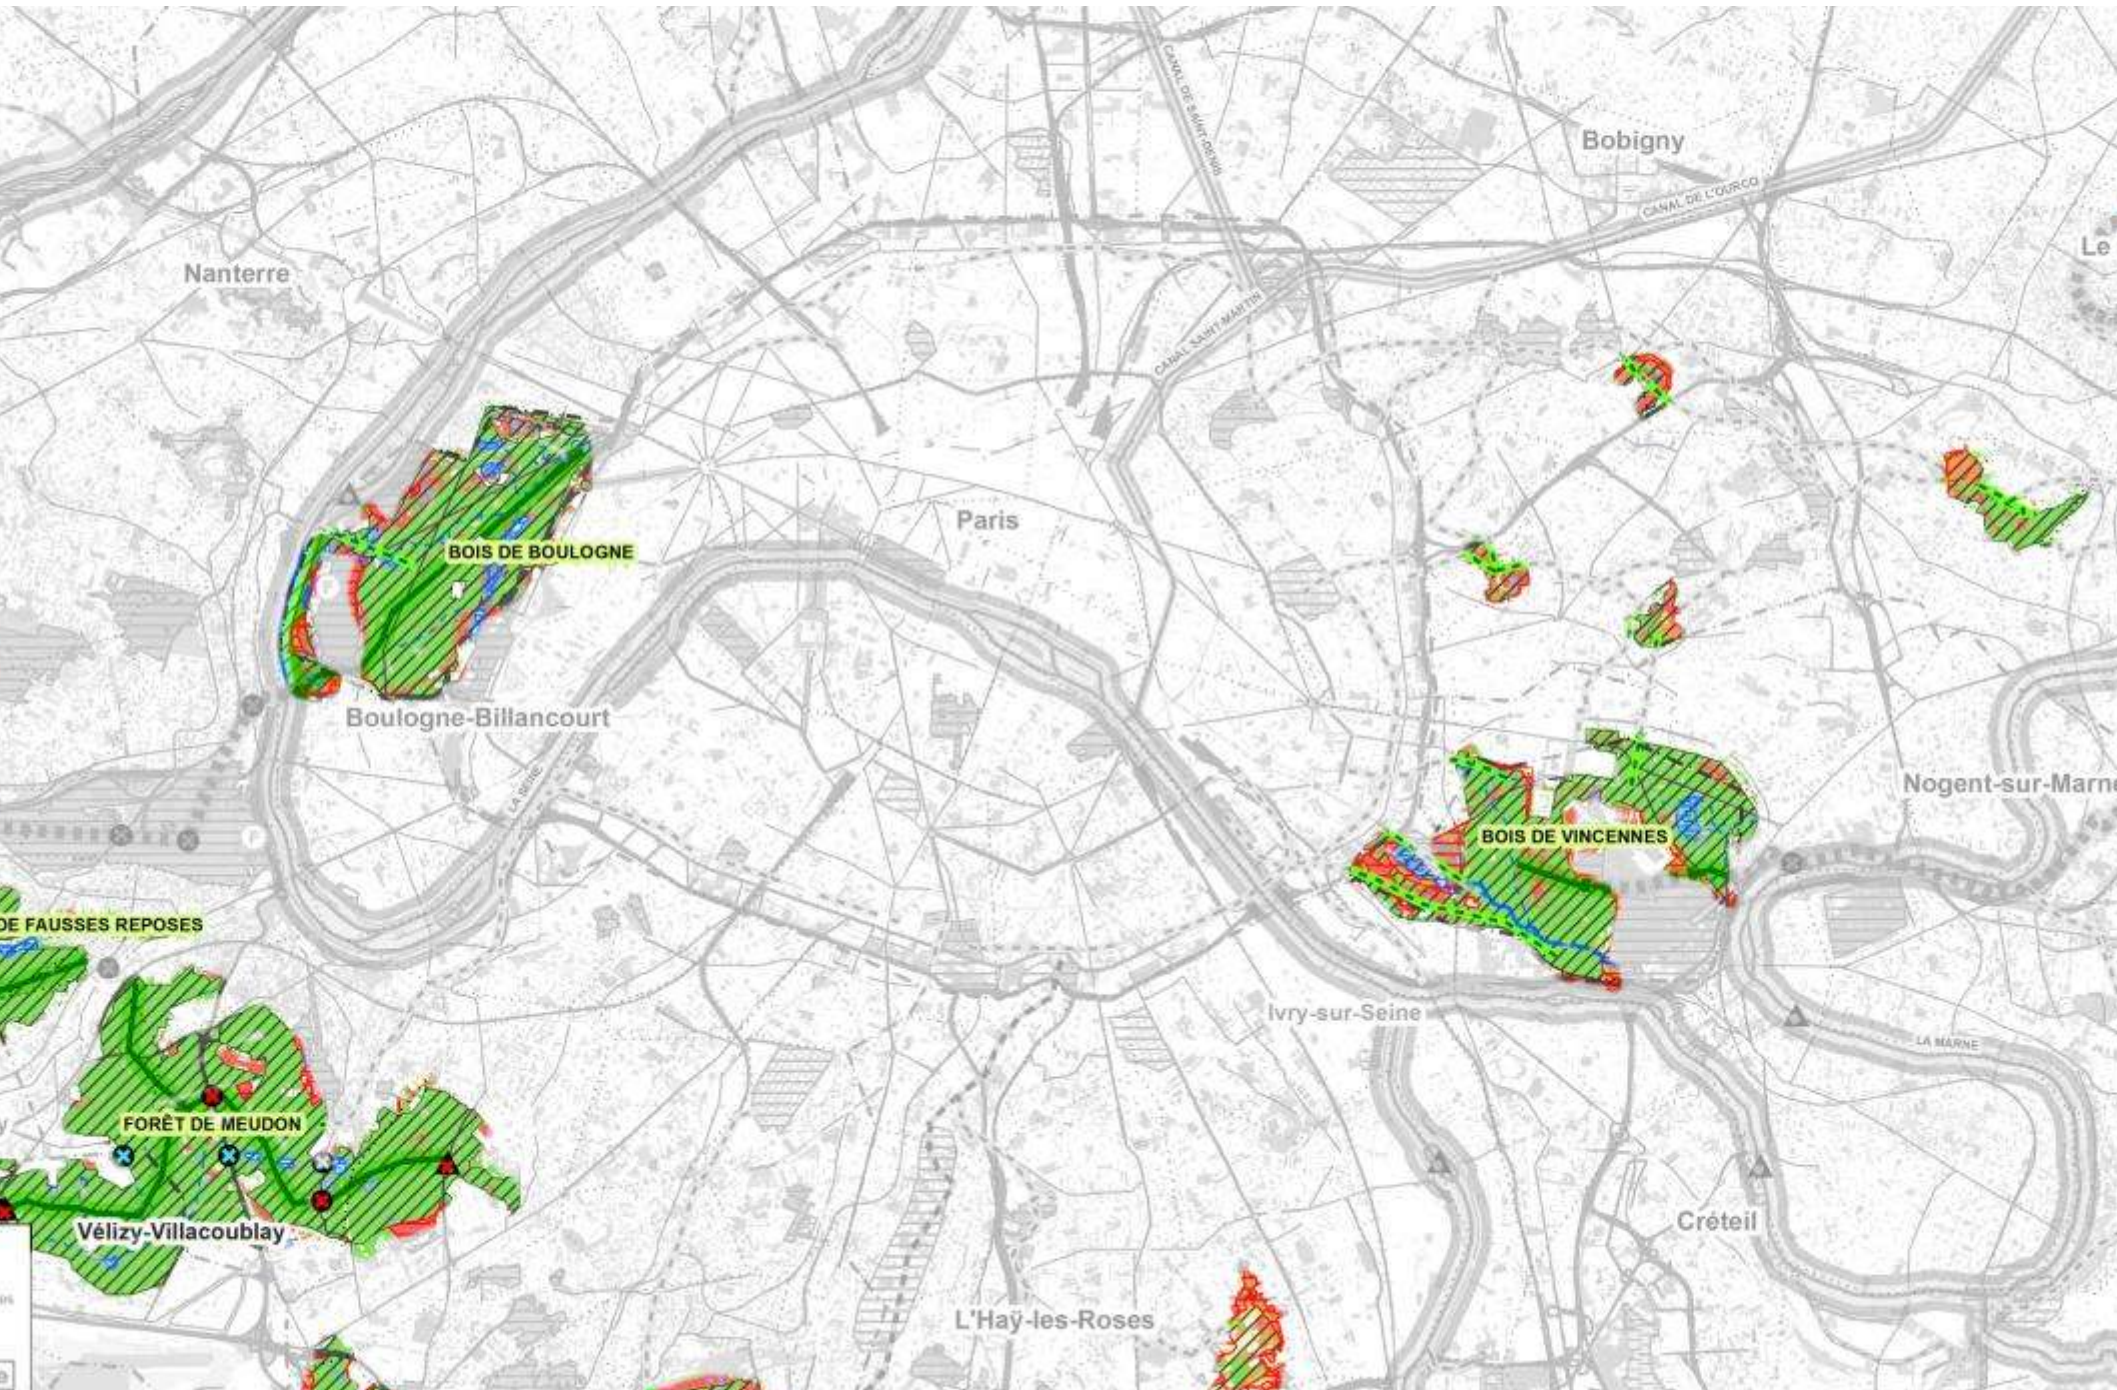 CANAL DE SAINT-DENIS
Bobigny
CANAL DE L'OURCQ
Le
Nanterre
CANAL SAINT-MARTIN
Paris
BOIS DE BOULOGNE
Boulogne-Billancourt
LA SEINE
Nogent-sur-Marne
BOIS DE VINCENNES
DE FAUSSES REPOSES
Ivry-sur-Seine
LA MARNE
FORÊT DE MEUDON
Créteil
Vélizy-Villacoublay
L'Haÿ-les-Roses